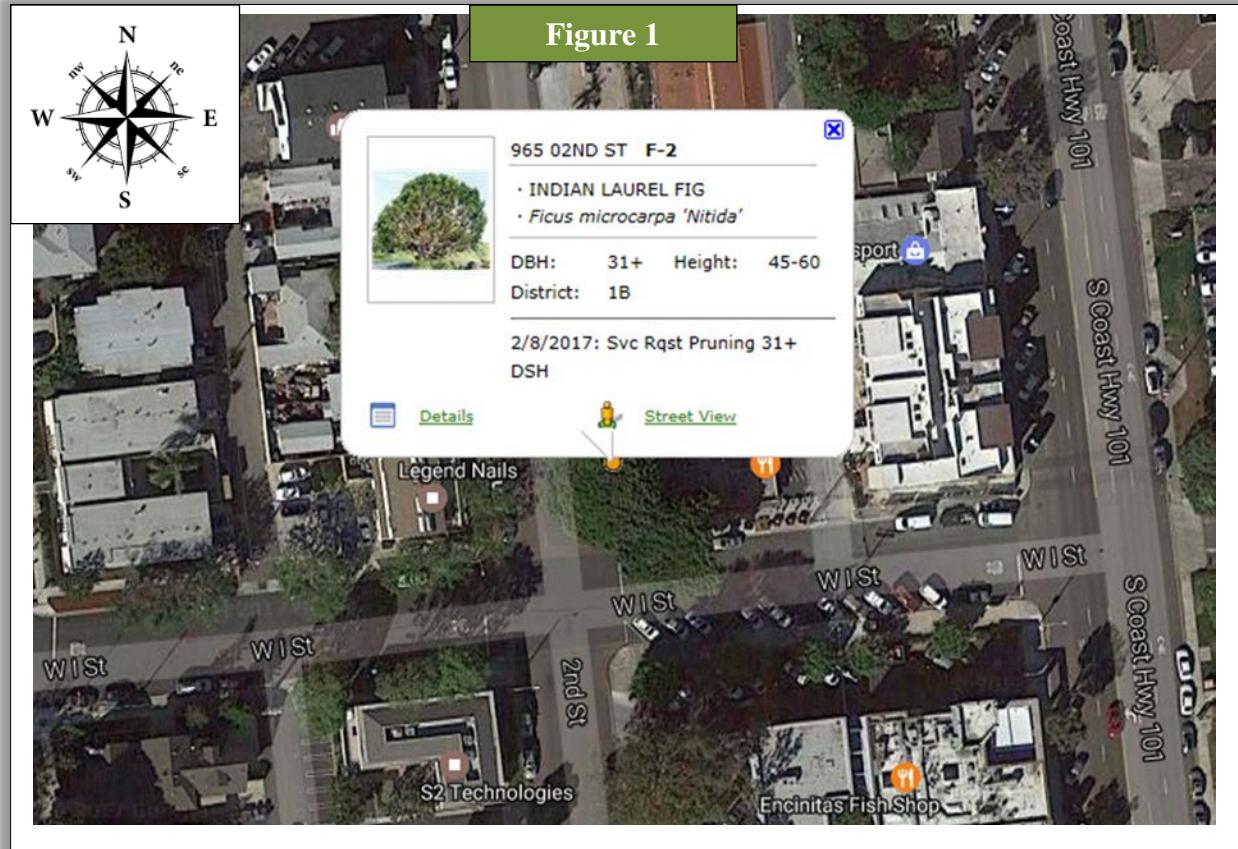 Figure 1
N
nw
ne
W
E
sw
se
S
965 02ND ST F-2
· INDIAN LAUREL FIG
· Ficus microcarpa 'Nitida'
DBH: 31+ Height: 45-60
District: 1B
2/8/2017: Svc Rqst Pruning 31+
DSH
Details
Street View
Coast Hwy 101
sport
S Coast Hwy 101
Legend Nails
W I St
W I St
W I St
W I St
W I St
2nd St
S Coast Hwy 101
S2 Technologies
Encinitas Fish Shop